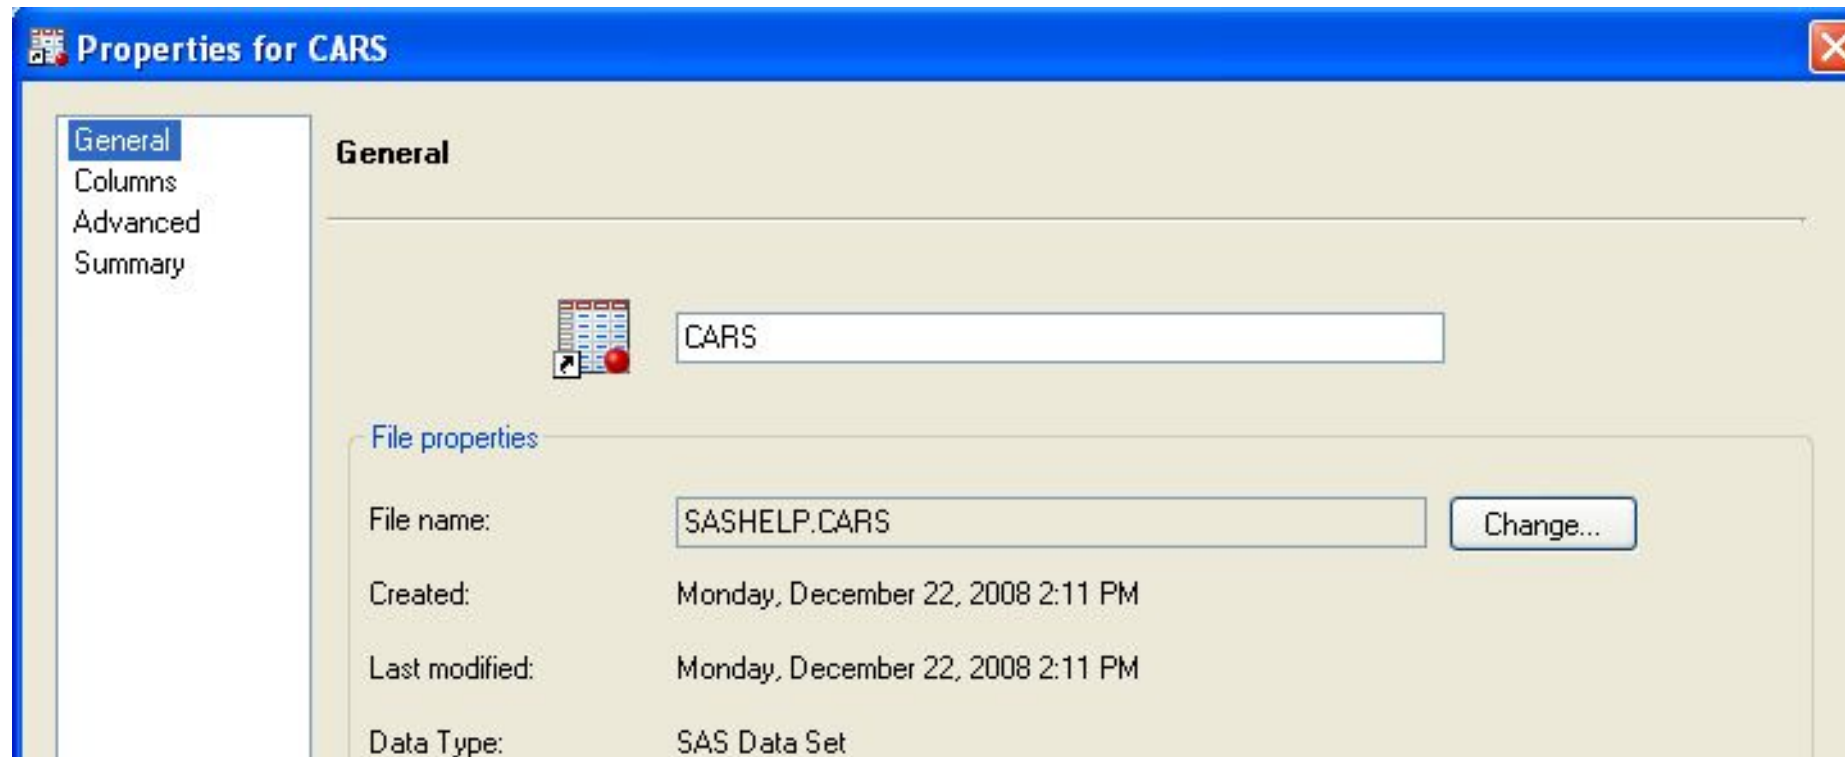 Properties for CARS
General
Columns
Advanced
Summary
General
CARS
File properties
File name: SASHELP.CARS Change...
Created: Monday, December 22, 2008 2:11 PM
Last modified: Monday, December 22, 2008 2:11 PM
Data Type: SAS Data Set